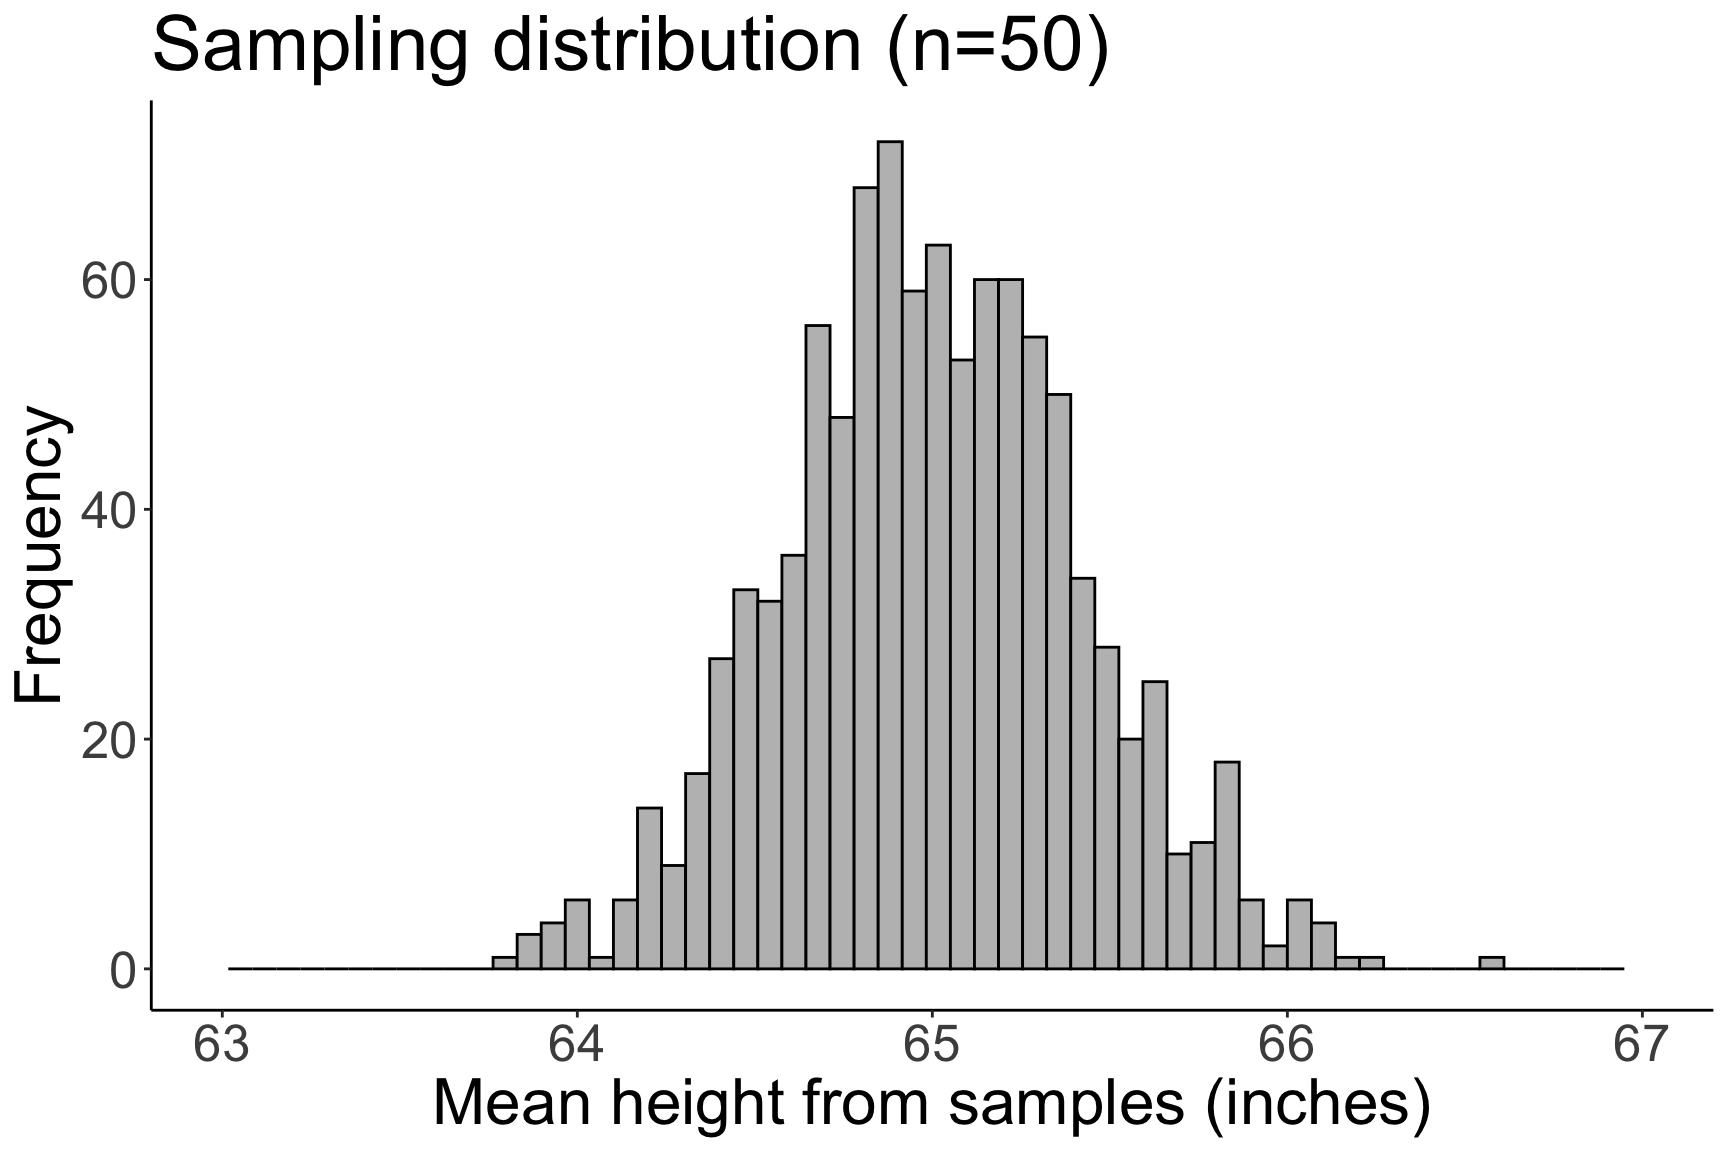 Sampling distribution (n=50)
Frequency
60
40
20
0
63 64 65 66 67
Mean height from samples (inches)